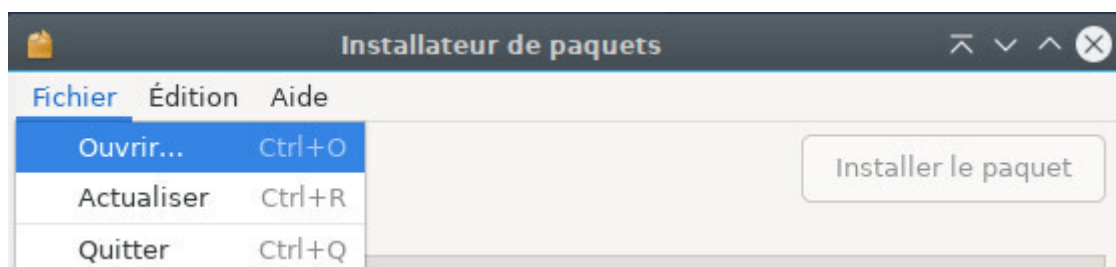 Installateur de paquets
Fichier Édition Aide
Ouvrir... Ctrl+O
Installer le paquet
Actualiser Ctrl+R
Quitter Ctrl+Q